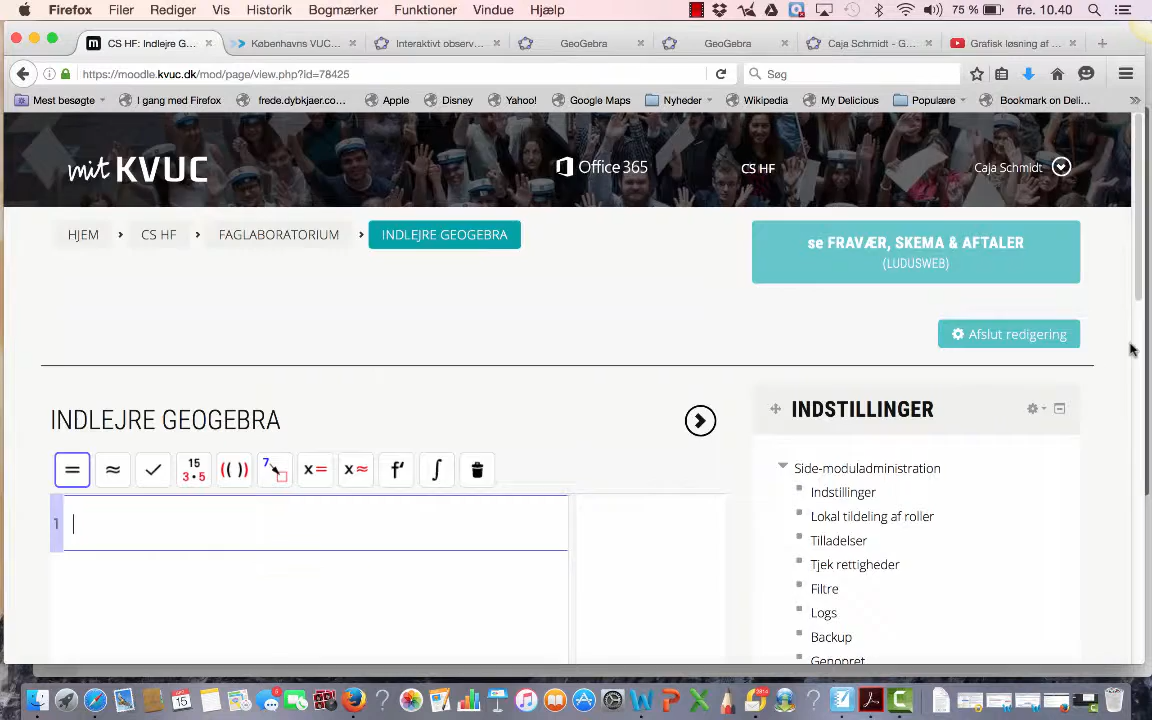 Firefox Filer Rediger Vis Historik Bogmærker Funktioner Vindue Hjælp 75 % fre. 10.40
CS HF: Indlejre G... Københavns VUC... Interaktivt observ... GeoGebra GeoGebra Caja Schmidt - G... Grafisk løsning af ...
https://moodle.kvuc.dk/mod/page/view.php?id=78425 Søg
Mest besøgte I gang med Firefox frede.dybkjaer.co... Apple Disney Yahoo! Google Maps Nyheder Wikipedia My Delicious Populære Bookmark on Deli...
mit KVUC Office 365 CS HF Caja Schmidt
HJEM CS HF FAGLABORATORIUM INDLEJRE GEOGEBRA
se FRAVÆR, SKEMA & AFTALER
(LUDUSWEB)
Afslut redigering
INDLEJRE GEOGEBRA
INDSTILLINGER
= ≈ ✓ 15 3•5 (( )) 7 x= x≈ f' ∫
1
Side-moduladministration
Indstillinger
Lokal tildeling af roller
Tilladelser
Tjek rettigheder
Filtre
Logs
Backup
Genopret